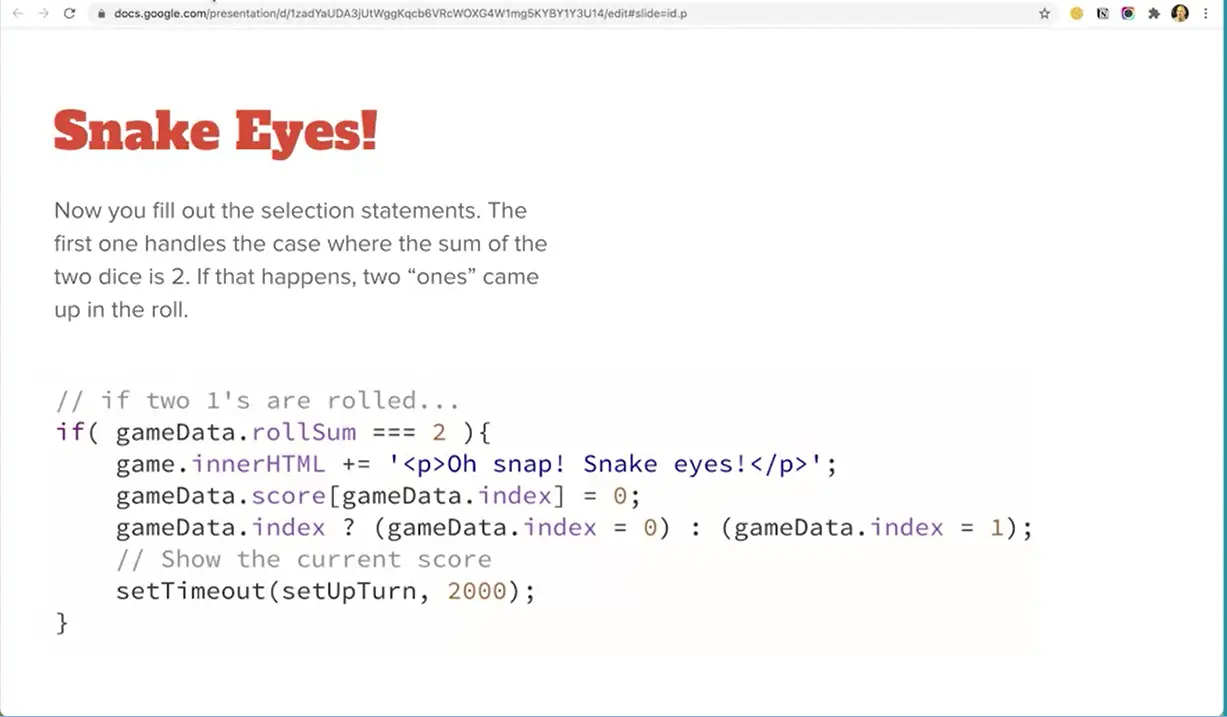 docs.google.com/presentation/d/1zadYaUDA3jUtWggKqcb6VRcWOXG4W1mg5KYBY1Y3U14/edit#slide=id.p
Snake Eyes!
Now you fill out the selection statements. The
first one handles the case where the sum of the
two dice is 2. If that happens, two “ones” came
up in the roll.
// if two 1's are rolled...
if( gameData.rollSum === 2 ){
    game.innerHTML += '<p>Oh snap! Snake eyes!</p>';
    gameData.score[gameData.index] = 0;
    gameData.index ? (gameData.index = 0) : (gameData.index = 1);
    // Show the current score
    setTimeout(setUpTurn, 2000);
}